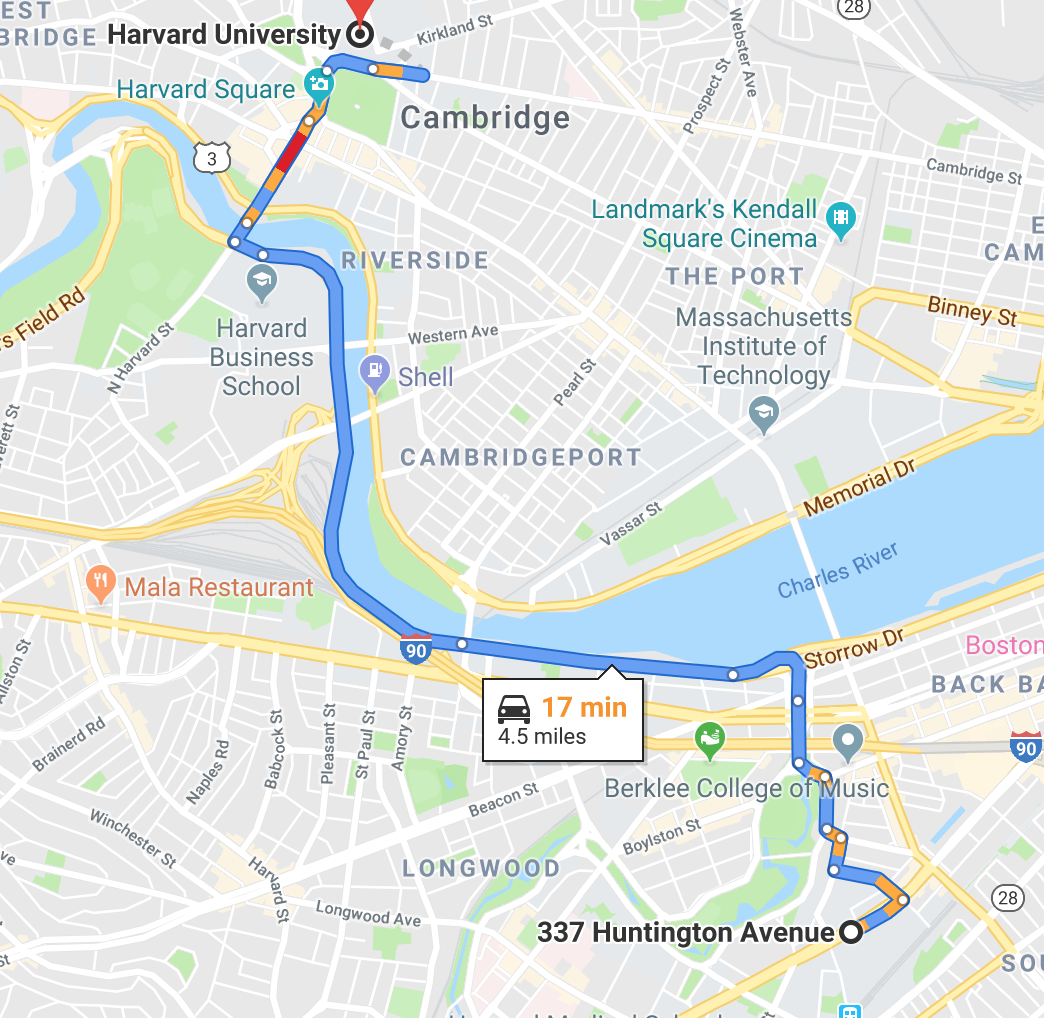 EST
BRIDGE
Harvard University
Kirkland St
28
Webster Ave
Harvard Square
Cambridge
Prospect St
3
Cambridge St
Landmark's Kendall
Square Cinema
RIVERSIDE
THE PORT
E
CAM
Harvard
Business
School
Massachusetts
Institute of
Technology
Binney St
s Field Rd
N Harvard St
Western Ave
Shell
Pearl St
everett St
CAMBRIDGEPORT
Memorial Dr
Vassar St
Charles River
Mala Restaurant
90
Storrow Dr
Boston
BACK BA
Allston St
17 min
4.5 miles
Brainerd Rd
Naples Rd
Babcock St
Pleasant St
St Paul St
Amory St
90
Beacon St
Berklee College of Music
Winchester St
Boylston St
ve
Harvard St
LONGWOOD
Longwood Ave
28
337 Huntington Avenue
SOU
St